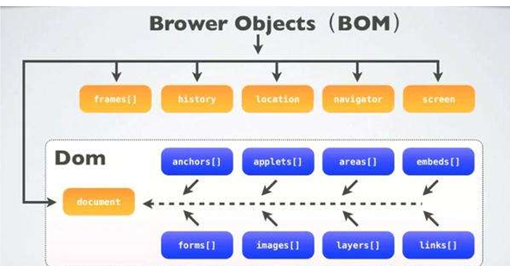 Brower Objects（BOM）
frames[] history location navigator screen
Dom
anchors[] applets[] areas[] embeds[]
document
forms[] images[] layers[] links[]